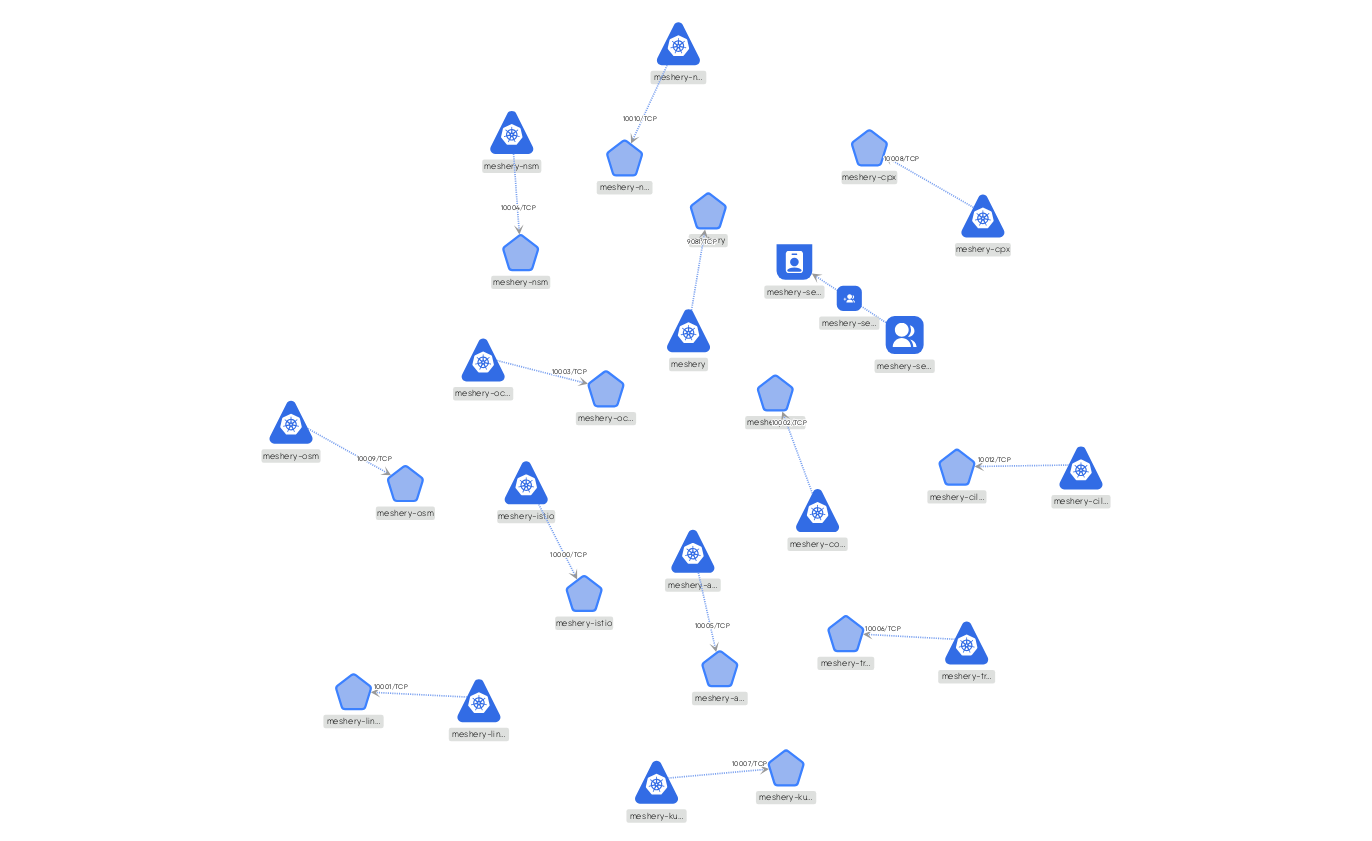 meshery-n...
10010/TCP
meshery-n...
meshery-nsm
10004/TCP
meshery-nsm
10008/TCP
meshery-cpx
meshery-cpx
9081/TCP
meshery
meshery-se...
meshery-se...
meshery-se...
meshery-oc...
10003/TCP
meshery-oc...
10002/TCP
meshery-co...
meshery-osm
10009/TCP
meshery-osm
10012/TCP
meshery-cil...
meshery-cil...
meshery-istio
10000/TCP
meshery-istio
meshery-a...
10005/TCP
meshery-a...
10006/TCP
meshery-tr...
meshery-tr...
10001/TCP
meshery-lin...
meshery-lin...
10007/TCP
meshery-ku...
meshery-ku...